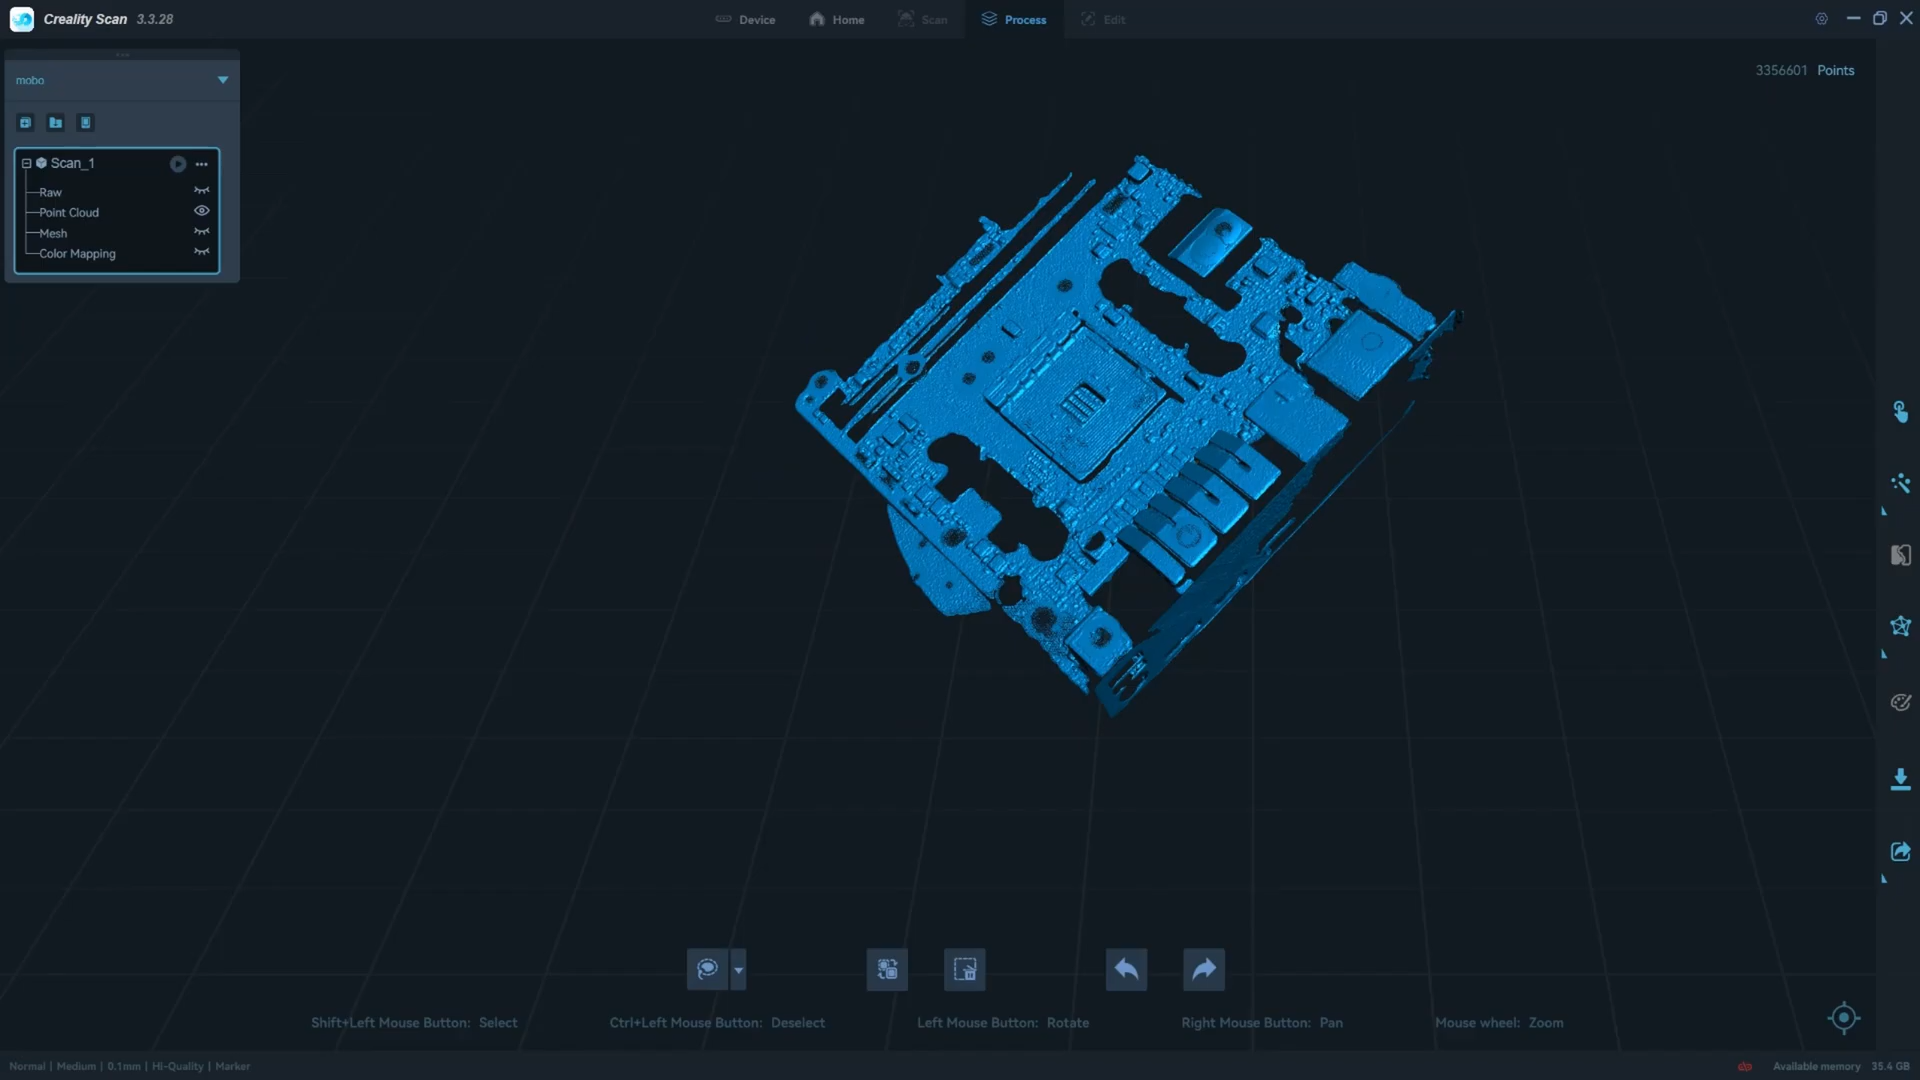 Creality Scan 3.3.28
Device Home Scan Process Edit
mobo
3356601 Points
Scan_1
Raw
Point Cloud
Mesh
Color Mapping
Shift+Left Mouse Button: Select Ctrl+Left Mouse Button: Deselect Left Mouse Button: Rotate Right Mouse Button: Pan Mouse wheel: Zoom
Normal | Medium | 0.1mm | Hi-Quality | Marker
Available memory 35.4 GB